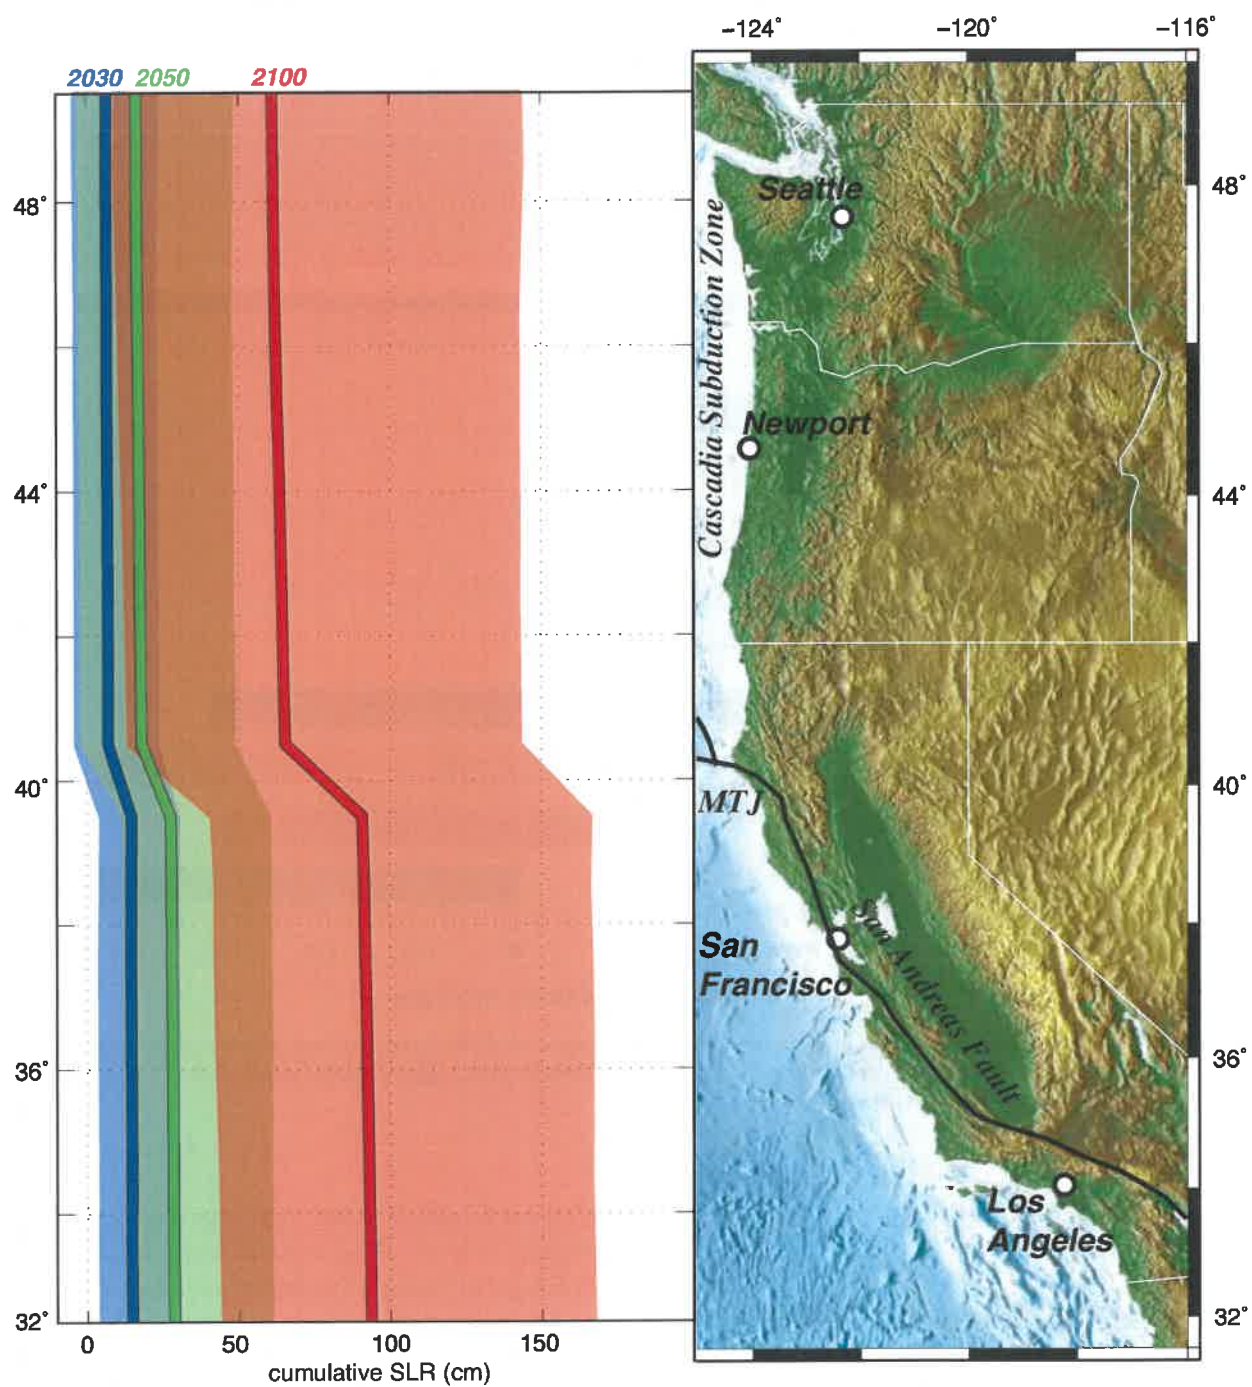 −124° −120° −116°
2030 2050 2100
48°
44°
40°
36°
32°
0 50 100 150
cumulative SLR (cm)
Seattle
Cascadia Subduction Zone
Newport
MTJ
San
Francisco
San Andreas Fault
Los
Angeles
48°
44°
40°
36°
32°